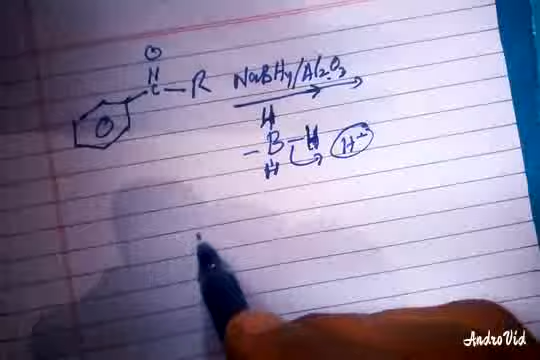 O
C-R NaBH4/Al2O3
H
-B-H H-
H
AndroVid